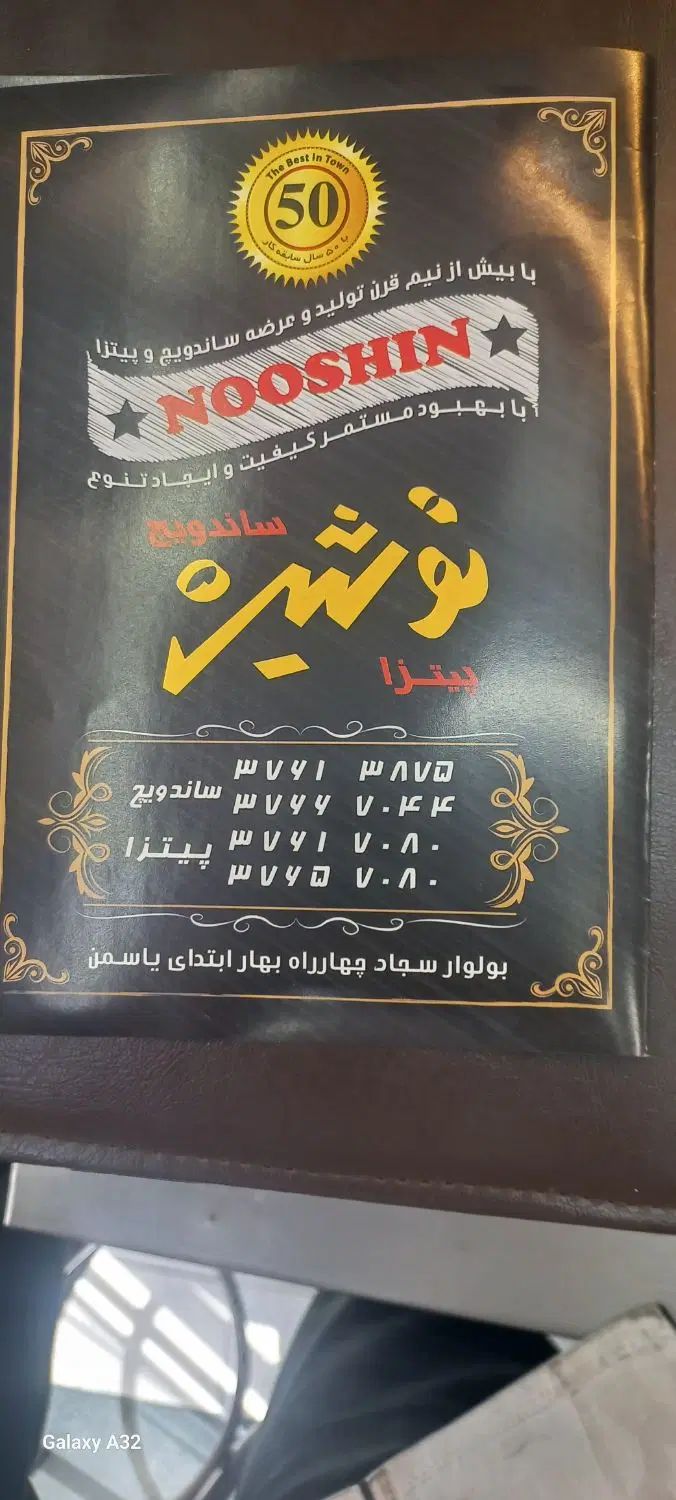 The Best In Town
50
با ۵۰ سال سابقه کار
با بیش از نیم قرن تولید و عرضه ساندویچ و پیتزا
NOOSHIN
با بهبود مستمر کیفیت و ایجاد تنوع
ساندویچ
نوشین
پیتزا
۳۷۶۱ ۳۸۷۵
ساندویچ
۳۷۶۶ ۷۰۴۴
پیتزا ۳۷۶۱ ۷۰۸۰
۳۷۶۵ ۷۰۸۰
بولوار سجاد چهارراه بهار ابتدای یاسمن
Galaxy A32